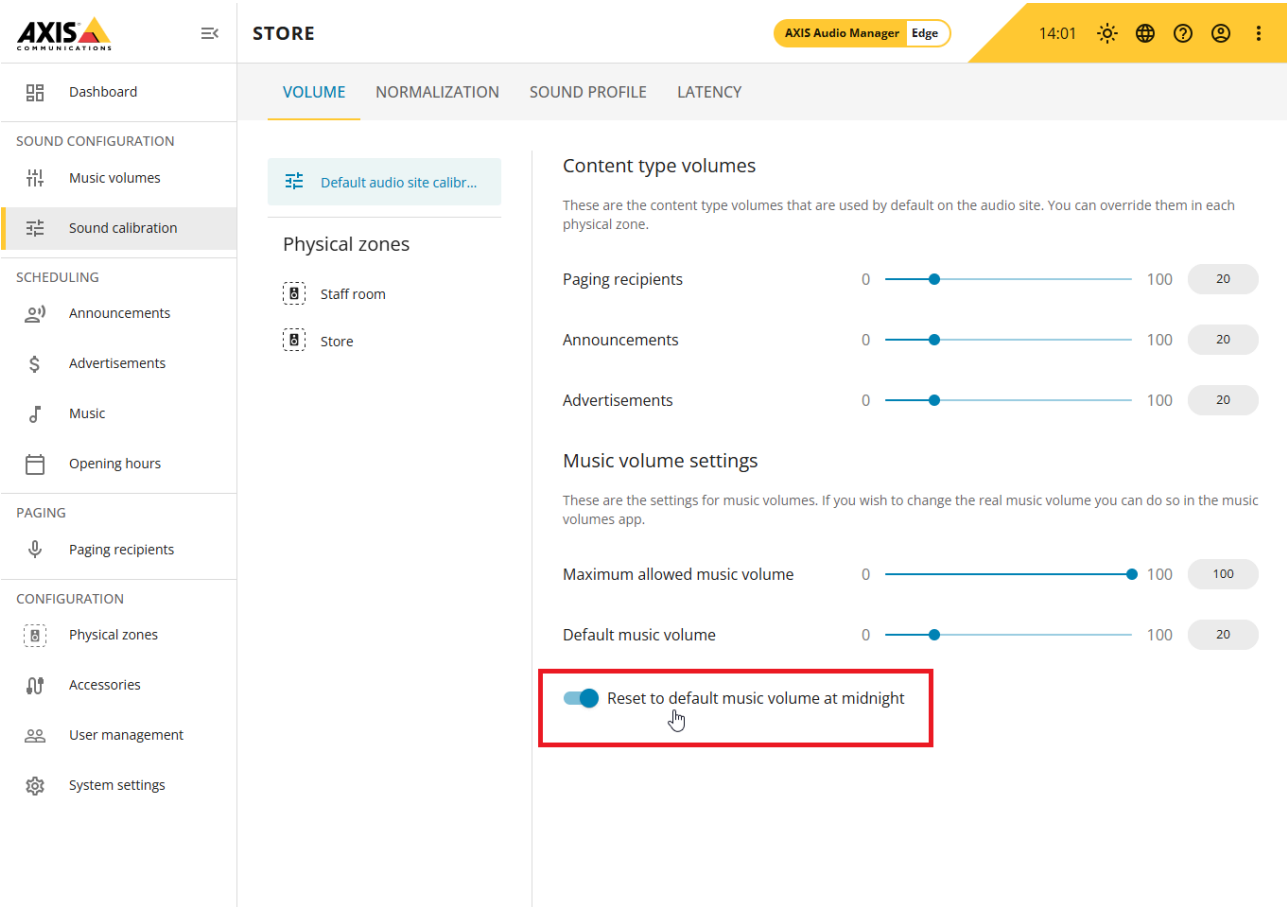 AXIS
COMMUNICATIONS
STORE
AXIS Audio Manager Edge
14:01
Dashboard
SOUND CONFIGURATION
Music volumes
Sound calibration
SCHEDULING
Announcements
Advertisements
Music
Opening hours
PAGING
Paging recipients
CONFIGURATION
Physical zones
Accessories
User management
System settings
VOLUME NORMALIZATION SOUND PROFILE LATENCY
Default audio site calibr...
Physical zones
Staff room
Store
Content type volumes
These are the content type volumes that are used by default on the audio site. You can override them in each
physical zone.
Paging recipients 0 100 20
Announcements 0 100 20
Advertisements 0 100 20
Music volume settings
These are the settings for music volumes. If you wish to change the real music volume you can do so in the music
volumes app.
Maximum allowed music volume 0 100 100
Default music volume 0 100 20
Reset to default music volume at midnight